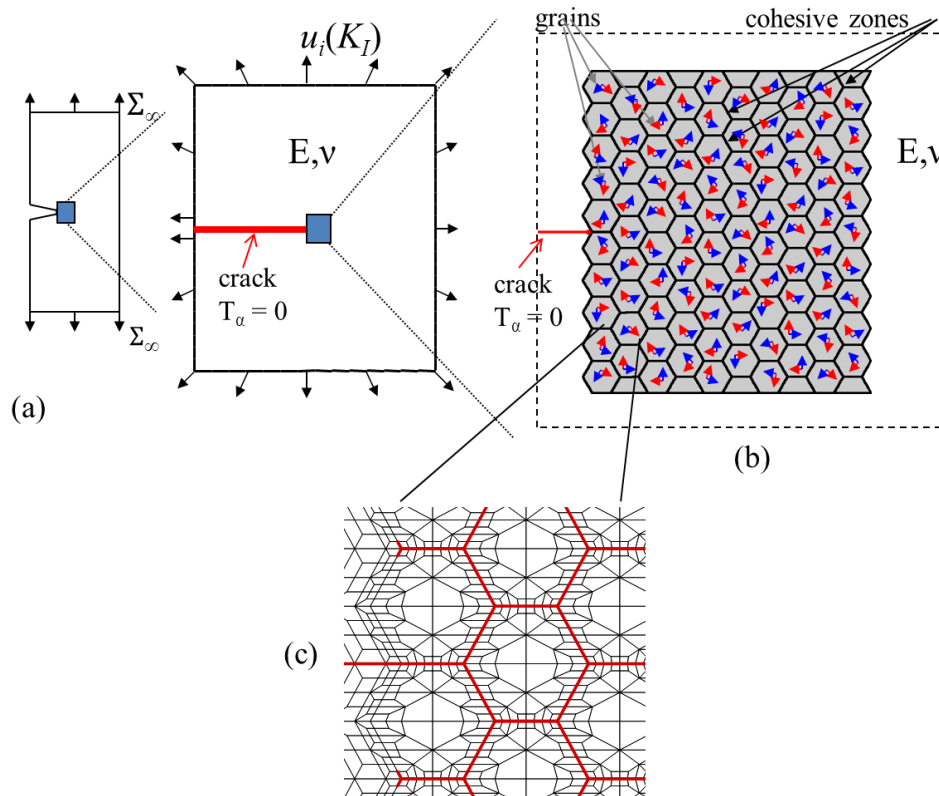 grains
cohesive zones
u_i(K_I)
Σ∞
E,ν
E,ν
crack
T_α = 0
crack
T_α = 0
Σ∞
(a)
(b)
(c)